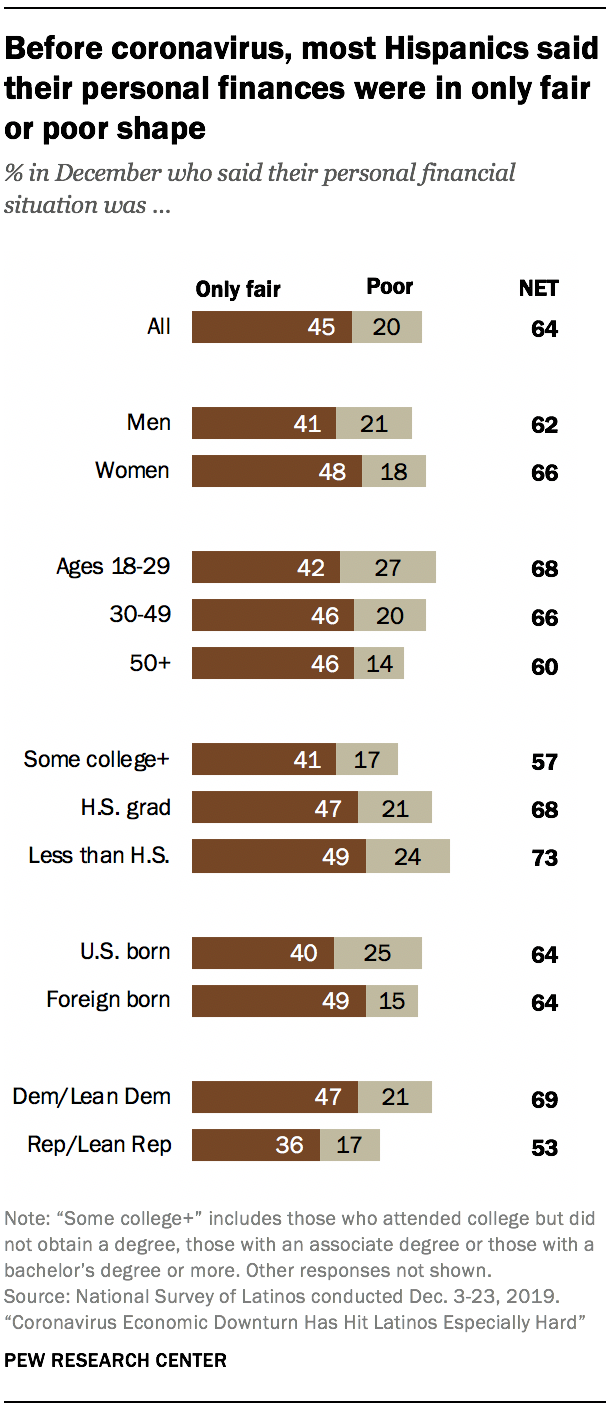 Before coronavirus, most Hispanics said
their personal finances were in only fair
or poor shape
% in December who said their personal financial
situation was ...
Only fair Poor NET
All 45 20 64
Men 41 21 62
Women 48 18 66
Ages 18-29 42 27 68
30-49 46 20 66
50+ 46 14 60
Some college+ 41 17 57
H.S. grad 47 21 68
Less than H.S. 49 24 73
U.S. born 40 25 64
Foreign born 49 15 64
Dem/Lean Dem 47 21 69
Rep/Lean Rep 36 17 53
Note: “Some college+” includes those who attended college but did
not obtain a degree, those with an associate degree or those with a
bachelor’s degree or more. Other responses not shown.
Source: National Survey of Latinos conducted Dec. 3-23, 2019.
“Coronavirus Economic Downturn Has Hit Latinos Especially Hard”
PEW RESEARCH CENTER